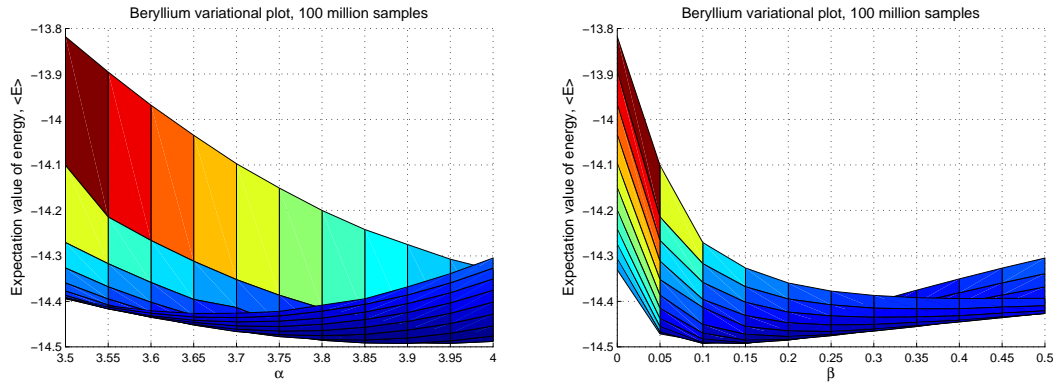 Beryllium variational plot, 100 million samples
Expectation value of energy, <E>
−13.8
−13.9
−14
−14.1
−14.2
−14.3
−14.4
−14.5
3.5 3.55 3.6 3.65 3.7 3.75 3.8 3.85 3.9 3.95 4
α
Beryllium variational plot, 100 million samples
Expectation value of energy, <E>
−13.8
−13.9
−14
−14.1
−14.2
−14.3
−14.4
−14.5
0 0.05 0.1 0.15 0.2 0.25 0.3 0.35 0.4 0.45 0.5
β